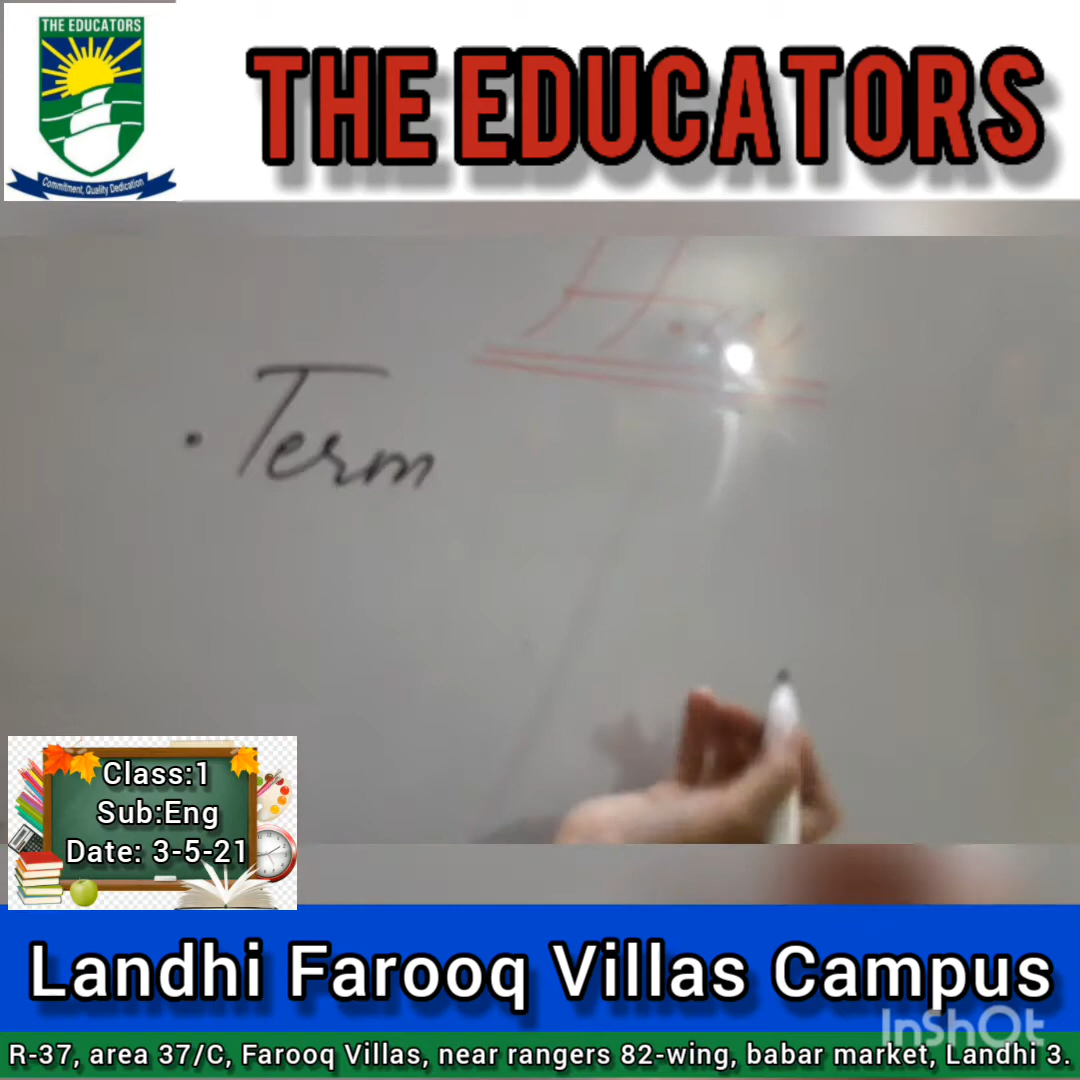 THE EDUCATORS
Commitment, Quality Dedication
THE EDUCATORS
H.W
. Term
Class:1
Sub:Eng
Date: 3-5-21
Landhi Farooq Villas Campus
InShOt
R-37, area 37/C, Farooq Villas, near rangers 82-wing, babar market, Landhi 3.